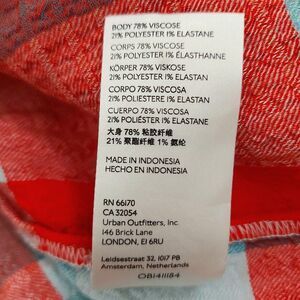 BODY 78% VISCOSE
21% POLYESTER 1% ELASTANE
CORPS 78% VISCOSE
21% POLYESTER 1% ÉLASTHANNE
KÖRPER 78% VISKOSE
21% POLYESTER 1% ELASTAN
CORPO 78% VISCOSA
21% POLIESTERE 1% ELASTAN
CUERPO 78% VISCOSA
21% POLIÉSTER 1% ELASTANO
大身 78% 粘胶纤维
21% 聚酯纤维 1% 氨纶
MADE IN INDONESIA
HECHO EN INDONESIA
RN 66170
CA 32054
Urban Outfitters, Inc
146 Brick Lane
LONDON, E1 6RU
Leidsestraat 32, 1017 PB
Amsterdam, Netherlands
OB1411184